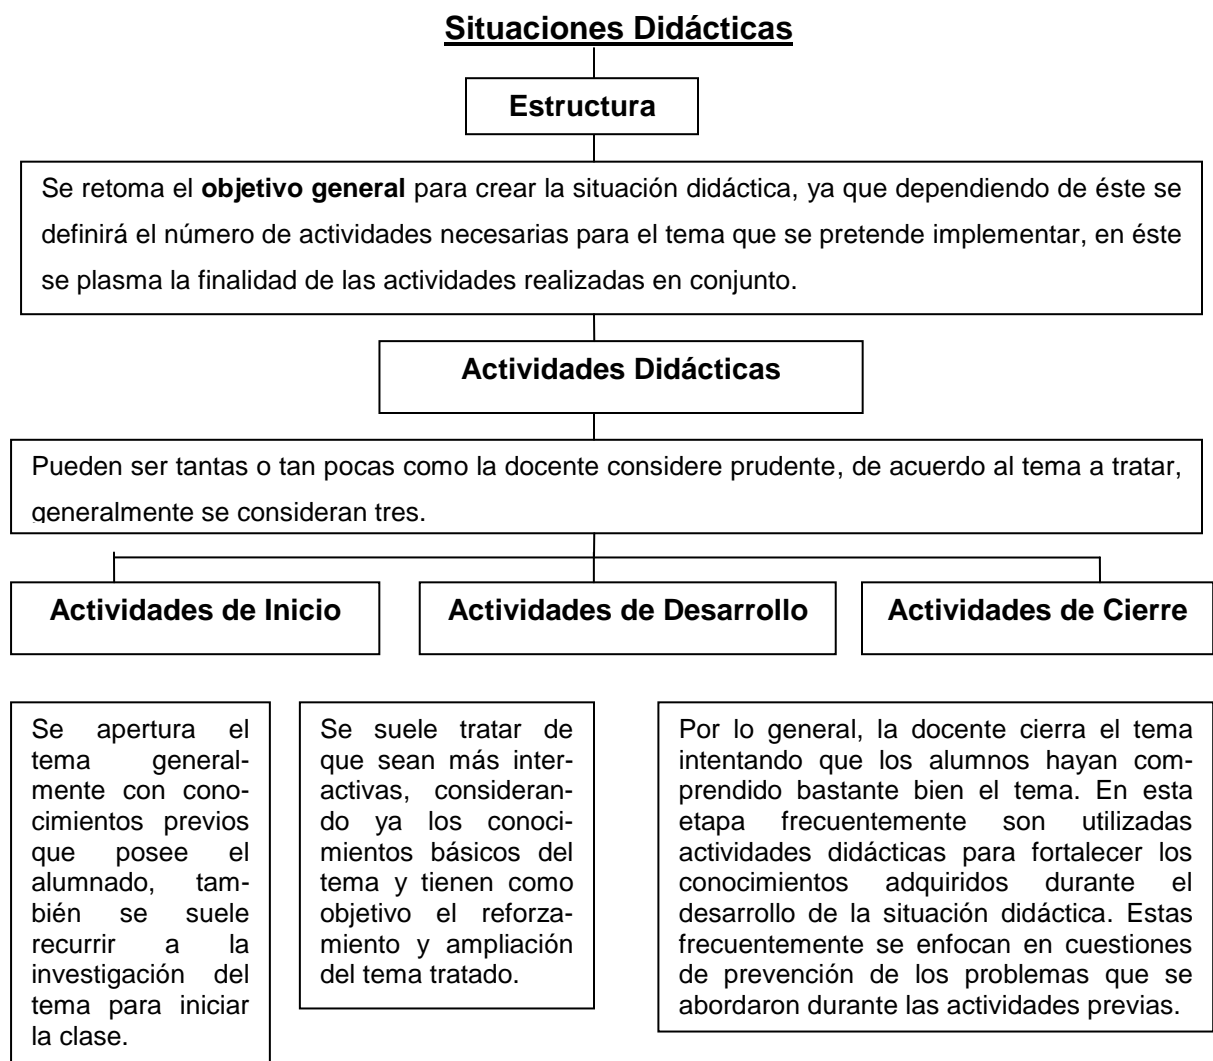 Situaciones Didácticas
Estructura
Se retoma el objetivo general para crear la situación didáctica, ya que dependiendo de éste se
definirá el número de actividades necesarias para el tema que se pretende implementar, en éste
se plasma la finalidad de las actividades realizadas en conjunto.
Actividades Didácticas
Pueden ser tantas o tan pocas como la docente considere prudente, de acuerdo al tema a tratar,
generalmente se consideran tres.
Actividades de Inicio
Actividades de Desarrollo
Actividades de Cierre
Se apertura el
tema general-
mente con cono-
cimientos previos
que posee el
alumnado, tam-
bién se suele
recurrir a la
investigación del
tema para iniciar
la clase.
Se suele tratar de
que sean más inter-
activas, consideran-
do ya los conoci-
mientos básicos del
tema y tienen como
objetivo el reforza-
miento y ampliación
del tema tratado.
Por lo general, la docente cierra el tema
intentando que los alumnos hayan com-
prendido bastante bien el tema. En esta
etapa frecuentemente son utilizadas
actividades didácticas para fortalecer los
conocimientos adquiridos durante el
desarrollo de la situación didáctica. Estas
frecuentemente se enfocan en cuestiones
de prevención de los problemas que se
abordaron durante las actividades previas.